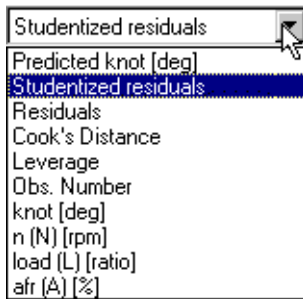 Studentized residuals
Predicted knot [deg]
Studentized residuals
Residuals
Cook's Distance
Leverage
Obs. Number
knot [deg]
n (N) [rpm]
load (L) [ratio]
afr (A) [%]